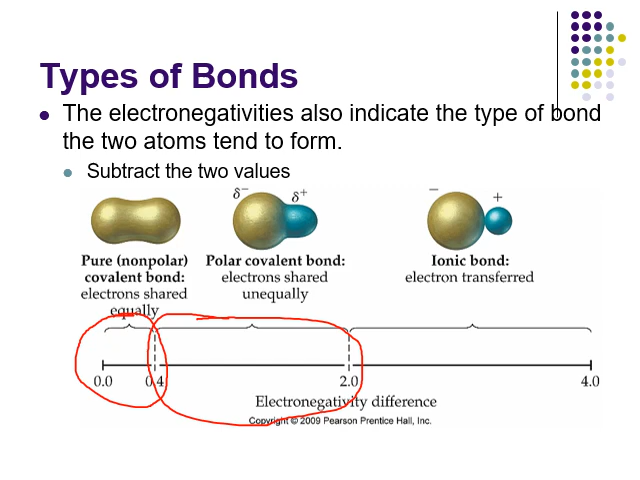 Types of Bonds
The electronegativities also indicate the type of bond
the two atoms tend to form.
Subtract the two values
δ⁻ δ⁺ − +
Pure (nonpolar)
covalent bond:
electrons shared
equally
Polar covalent bond:
electrons shared
unequally
Ionic bond:
electron transferred
0.0 0.4 2.0 4.0
Electronegativity difference
Copyright © 2009 Pearson Prentice Hall, Inc.